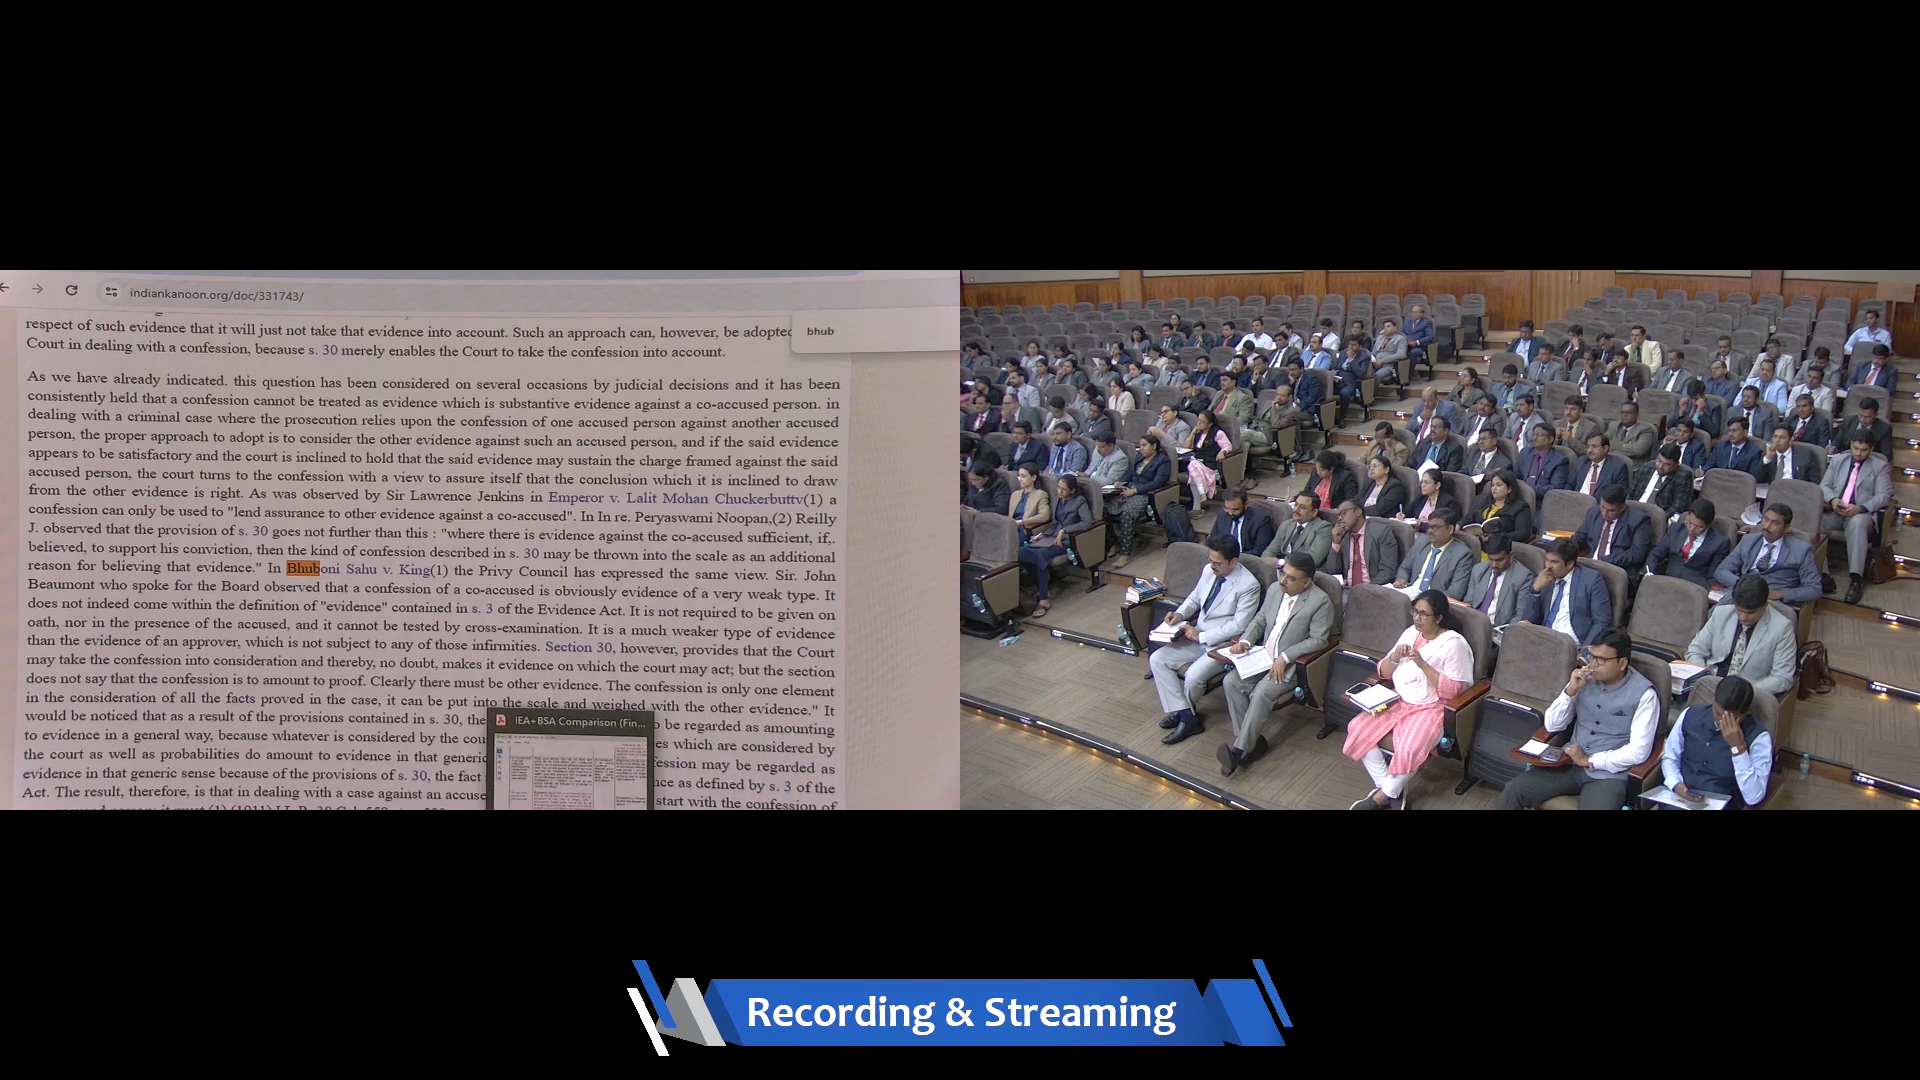 indiankanoon.org/doc/331743/
bhub
respect of such evidence that it will just not take that evidence into account. Such an approach can, however, be adopted
Court in dealing with a confession, because s. 30 merely enables the Court to take the confession into account.
As we have already indicated. this question has been considered on several occasions by judicial decisions and it has been
consistently held that a confession cannot be treated as evidence which is substantive evidence against a co-accused person. in
dealing with a criminal case where the prosecution relies upon the confession of one accused person against another accused
person, the proper approach to adopt is to consider the other evidence against such an accused person, and if the said evidence
appears to be satisfactory and the court is inclined to hold that the said evidence may sustain the charge framed against the said
accused person, the court turns to the confession with a view to assure itself that the conclusion which it is inclined to draw
from the other evidence is right. As was observed by Sir Lawrence Jenkins in Emperor v. Lalit Mohan Chuckerbuttv(1) a
confession can only be used to "lend assurance to other evidence against a co-accused". In In re. Peryaswami Noopan,(2) Reilly
J. observed that the provision of s. 30 goes not further than this : "where there is evidence against the co-accused sufficient, if,.
believed, to support his conviction, then the kind of confession described in s. 30 may be thrown into the scale as an additional
reason for believing that evidence." In Bhuboni Sahu v. King(1) the Privy Council has expressed the same view. Sir. John
Beaumont who spoke for the Board observed that a confession of a co-accused is obviously evidence of a very weak type. It
does not indeed come within the definition of "evidence" contained in s. 3 of the Evidence Act. It is not required to be given on
oath, nor in the presence of the accused, and it cannot be tested by cross-examination. It is a much weaker type of evidence
than the evidence of an approver, which is not subject to any of those infirmities. Section 30, however, provides that the Court
may take the confession into consideration and thereby, no doubt, makes it evidence on which the court may act; but the section
does not say that the confession is to amount to proof. Clearly there must be other evidence. The confession is only one element
in the consideration of all the facts proved in the case, it can be put into the scale and weighed with the other evidence." It
would be noticed that as a result of the provisions contained in s. 30, the o be regarded as amounting
to evidence in a general way, because whatever is considered by the cou es which are considered by
the court as well as probabilities do amount to evidence in that generic fession may be regarded as
evidence in that generic sense because of the provisions of s. 30, the fact nce as defined by s. 3 of the
Act. The result, therefore, is that in dealing with a case against an accuse start with the confession of
IEA+BSA Comparison (Fin...
Recording & Streaming